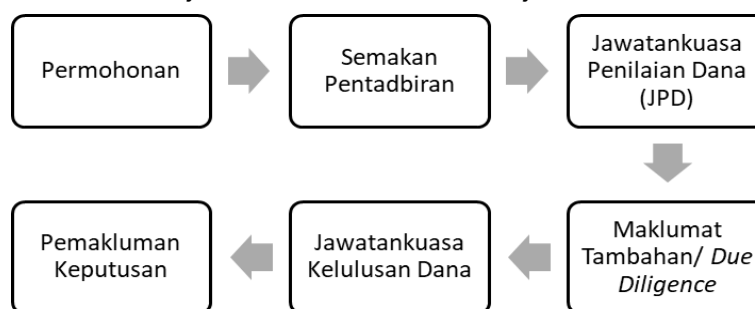 Permohonan
Semakan
Pentadbiran
Jawatankuasa
Penilaian Dana
(JPD)
Maklumat
Tambahan/ Due
Diligence
Jawatankuasa
Kelulusan Dana
Pemakluman
Keputusan